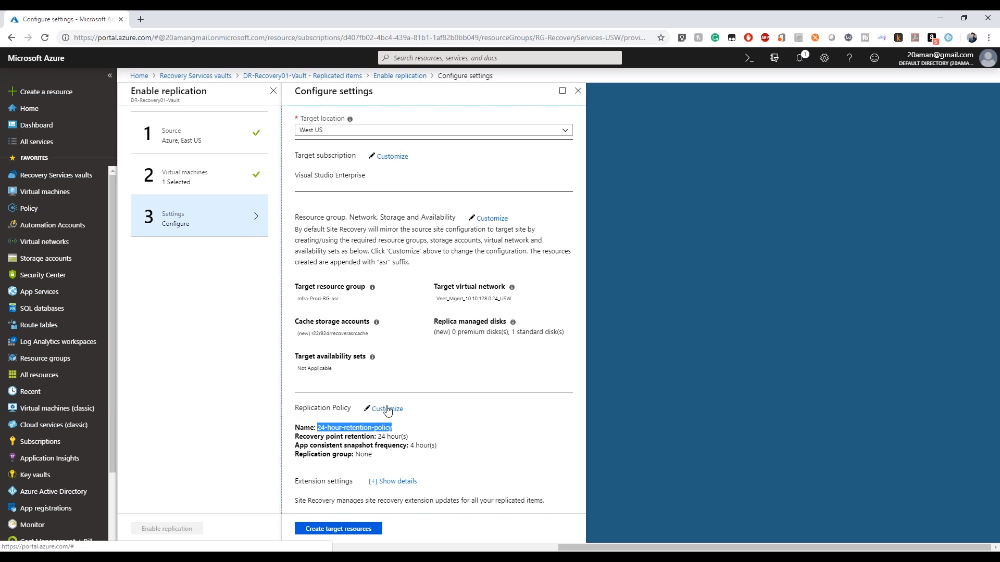 Configure settings - Microsoft Az
https://portal.azure.com/#@20amangmail.onmicrosoft.com/resource/subscriptions/d407fb02-4bc4-439a-81b1-1af82b0bb049/resourceGroups/RG-RecoveryServices-USW/provi...
ABP
5
Microsoft Azure
Search resources, services, and docs
1
20aman@gmail.com
DEFAULT DIRECTORY (20AMA...
Home > Recovery Services vaults > DR-Recovery01-Vault - Replicated items > Enable replication > Configure settings
Create a resource
Home
Dashboard
All services
FAVORITES
Recovery Services vaults
Virtual machines
Policy
Automation Accounts
Virtual networks
Storage accounts
Security Center
App Services
SQL databases
Route tables
Log Analytics workspaces
Resource groups
All resources
Recent
Virtual machines (classic)
Cloud services (classic)
Subscriptions
Application Insights
Key vaults
Azure Active Directory
App registrations
Monitor
Cost Management + Bill
https://portal.azure.com/#
Enable replication
DR-Recovery01-Vault
1
Source
Azure, East US
2
Virtual machines
1 Selected
3
Settings
Configure
Enable replication
Configure settings
* Target location
West US
Target subscription Customize
Visual Studio Enterprise
Resource group, Network, Storage and Availability Customize
By default Site Recovery will mirror the source site configuration to target site by
creating/using the required resource groups, storage accounts, virtual network and
availability sets as below. Click 'Customize' above to change the configuration. The resources
created are appended with "asr" suffix.
Target resource group
Infra-Prod-RG-asr
Target virtual network
Vnet_Mgmt_10.10.128.0.24_USW
Cache storage accounts
(new) r22r82drrecoverasrcache
Replica managed disks
(new) 0 premium disks(s), 1 standard disk(s)
Target availability sets
Not Applicable
Replication Policy Customize
Name: 24-hour-retention-policy
Recovery point retention: 24 hour(s)
App consistent snapshot frequency: 4 hour(s)
Replication group: None
Extension settings [+] Show details
Site Recovery manages site recovery extension updates for all your replicated items.
Create target resources